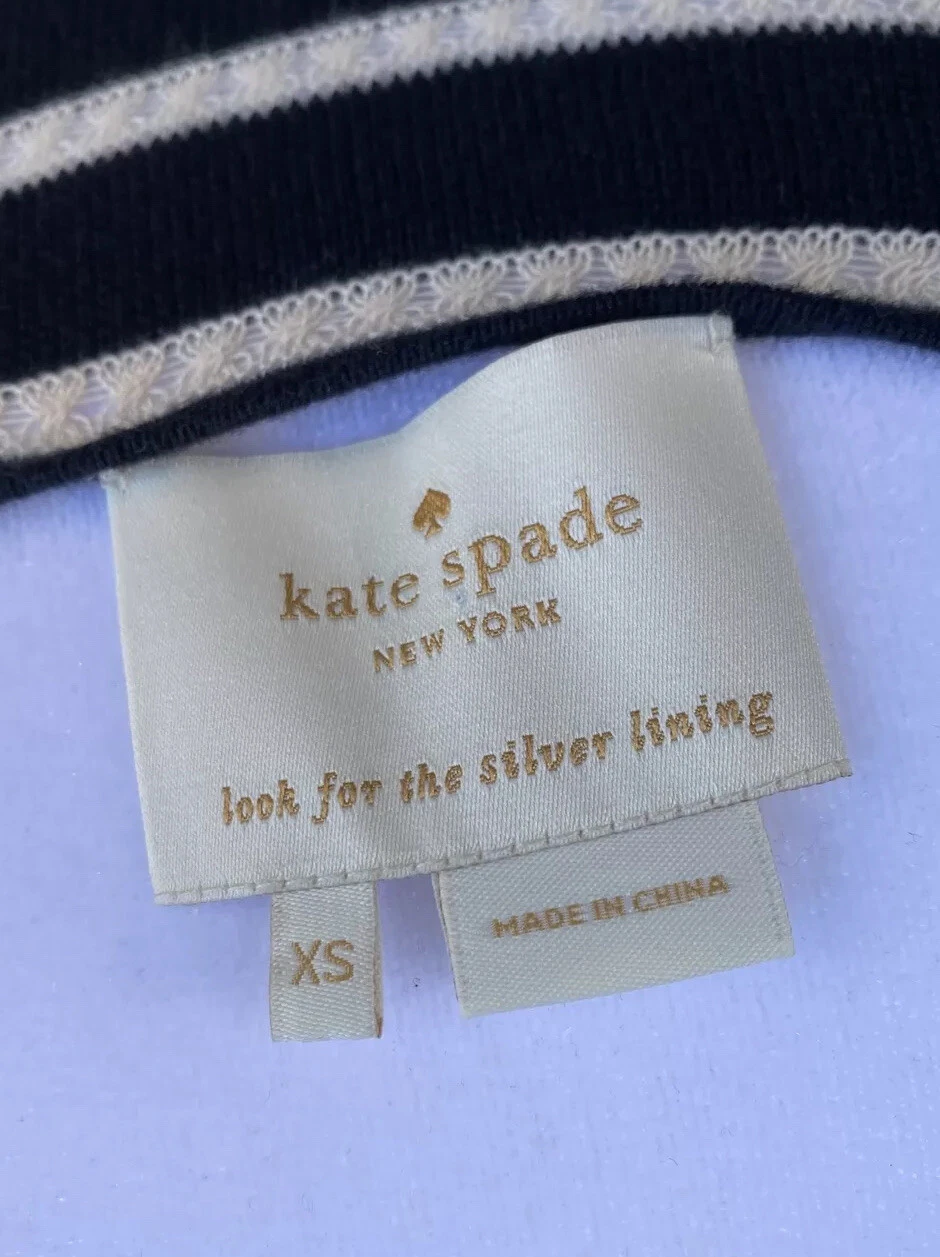 kate spade
NEW YORK
look for the silver lining
XS
MADE IN CHINA